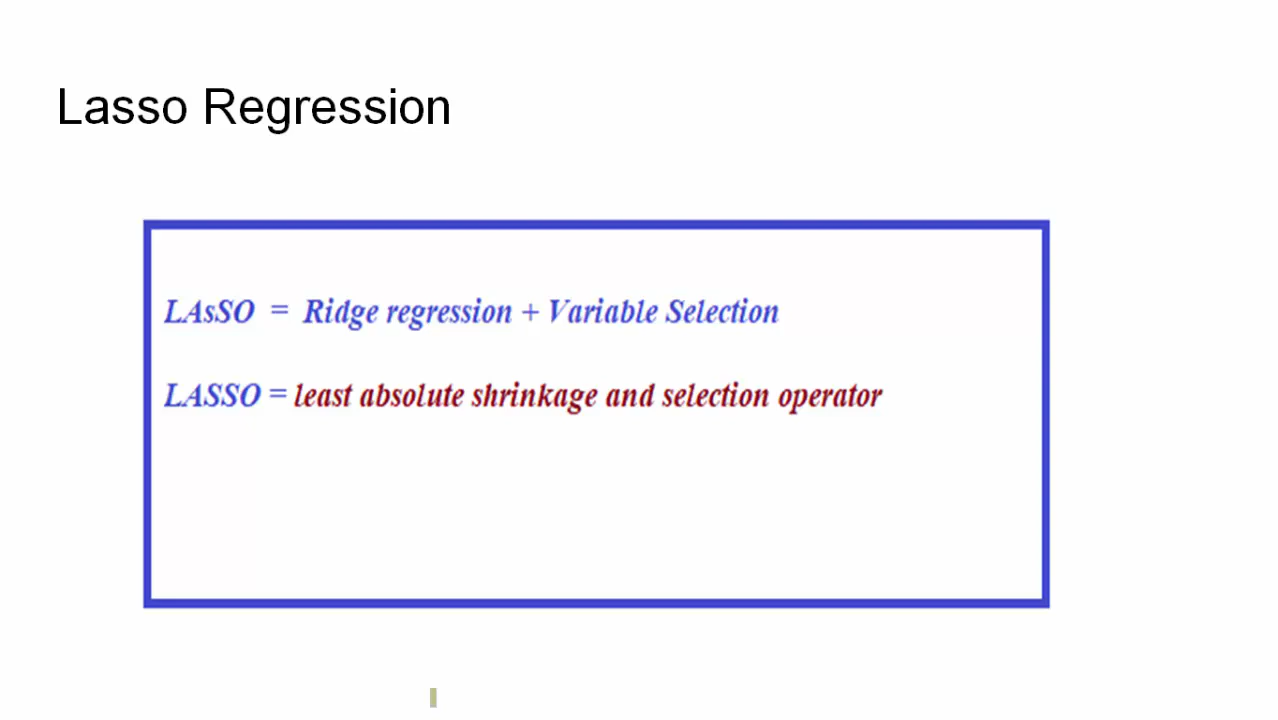 Lasso Regression
LAsSO = Ridge regression + Variable Selection
LASSO = least absolute shrinkage and selection operator